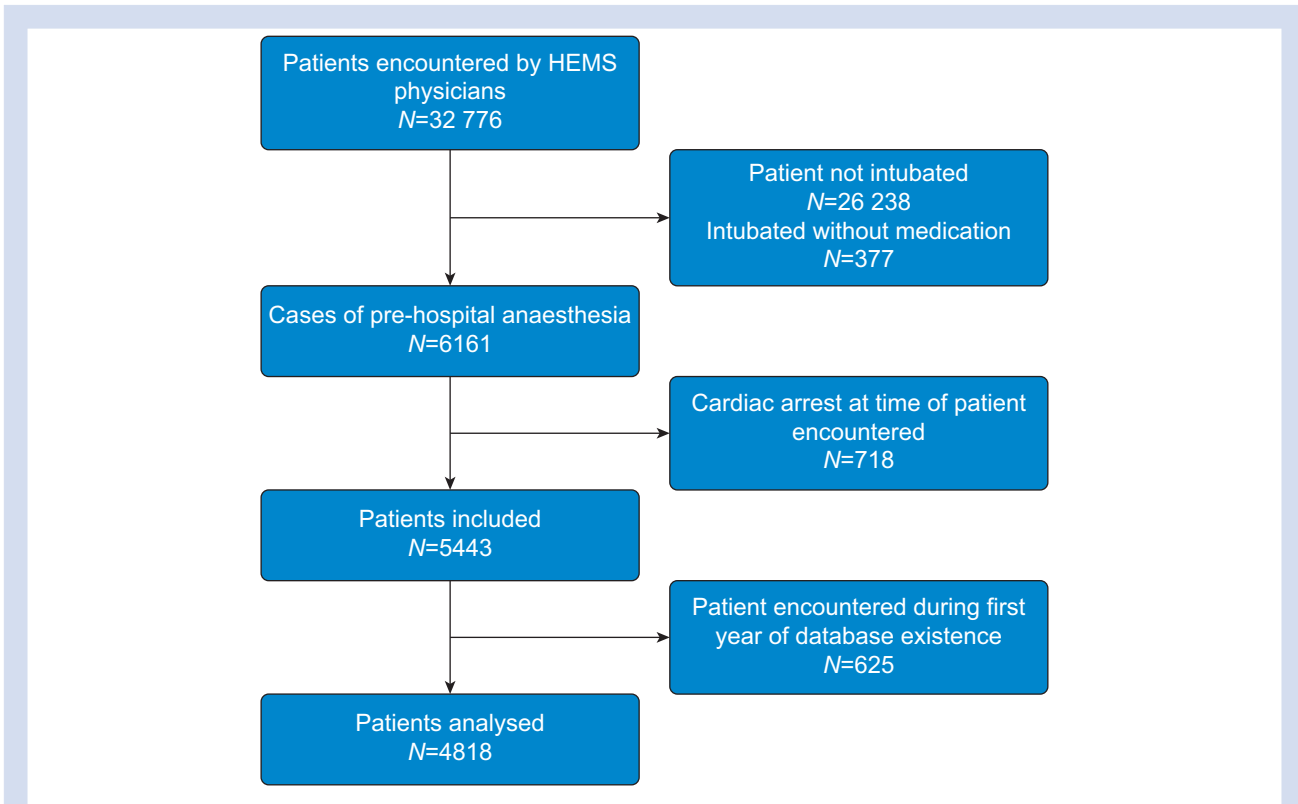 Patients encountered by HEMS
physicians
N=32 776
Patient not intubated
N=26 238
Intubated without medication
N=377
Cases of pre-hospital anaesthesia
N=6161
Cardiac arrest at time of patient
encountered
N=718
Patients included
N=5443
Patient encountered during first
year of database existence
N=625
Patients analysed
N=4818